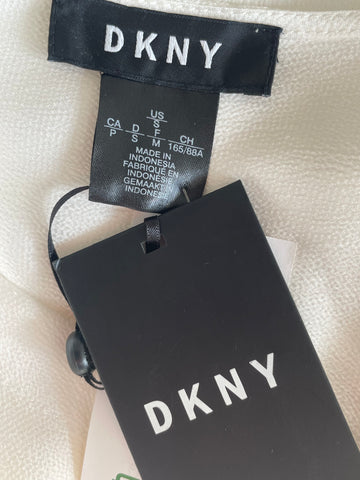 DKNY
US
S
CA D F CH
P S M 165/88A
MADE IN
INDONESIA
FABRIQUÉ EN
INDONÉSIE
GEMAAKT IN
INDONESIË
DKNY